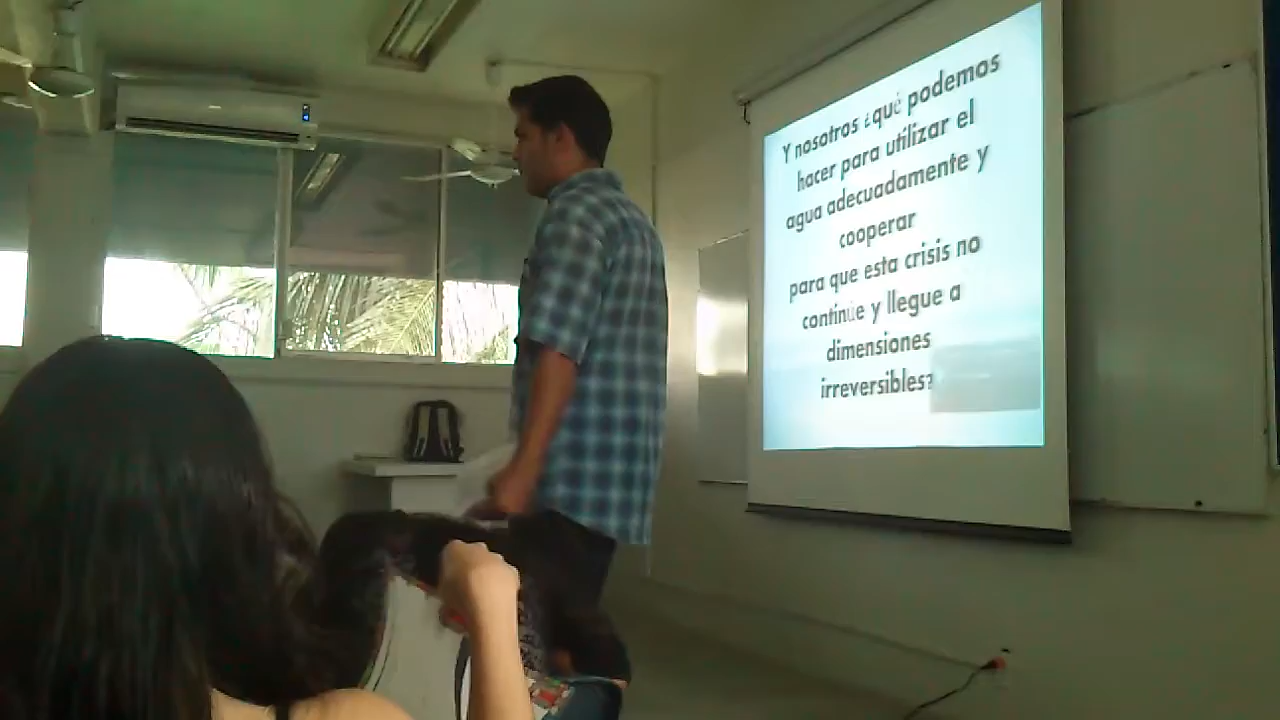 Y nosotros ¿qué podemos
hacer para utilizar el
agua adecuadamente y
cooperar
para que esta crisis no
continúe y llegue a
dimensiones
irreversibles?